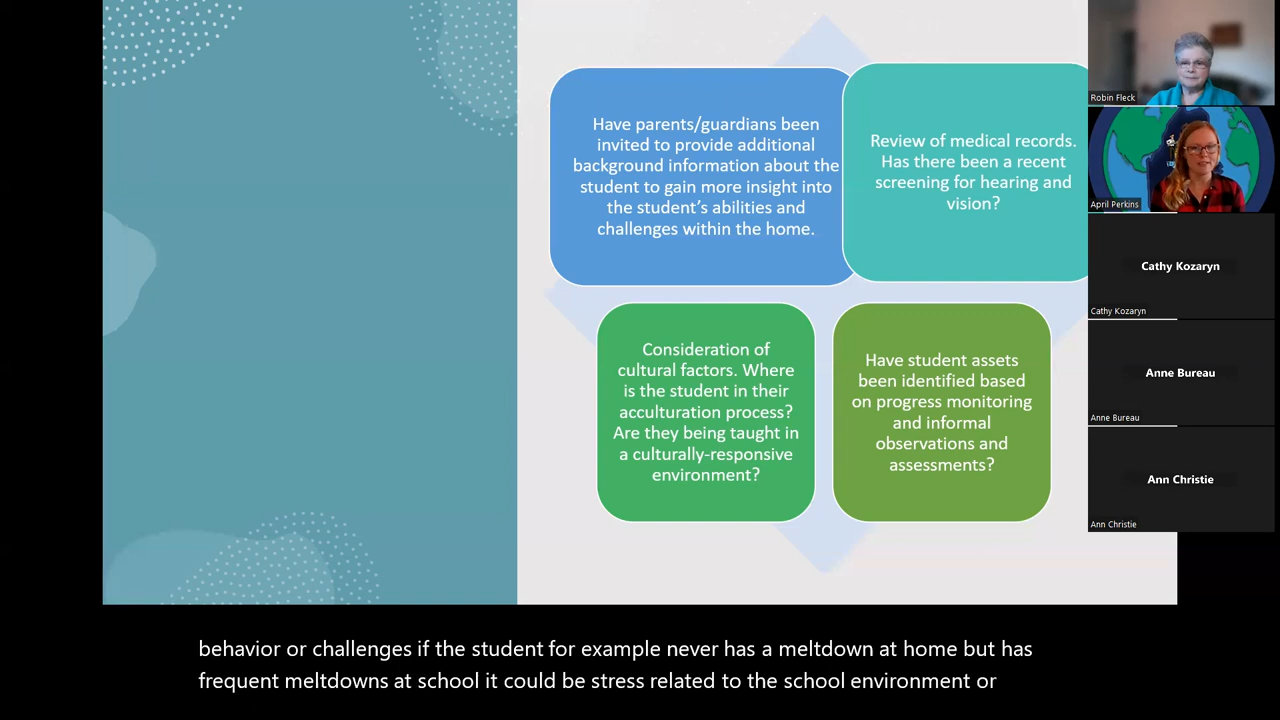 Have parents/guardians been
invited to provide additional
background information about the
student to gain more insight into
the student's abilities and
challenges within the home.
Review of medical records.
Has there been a recent
screening for hearing and
vision?
Consideration of
cultural factors. Where
is the student in their
acculturation process?
Are they being taught in
a culturally-responsive
environment?
Have student assets
been identified based
on progress monitoring
and informal
observations and
assessments?
Robin Fleck
April Perkins
Cathy Kozaryn
Cathy Kozaryn
Anne Bureau
Anne Bureau
Ann Christie
Ann Christie
behavior or challenges if the student for example never has a meltdown at home but has
frequent meltdowns at school it could be stress related to the school environment or